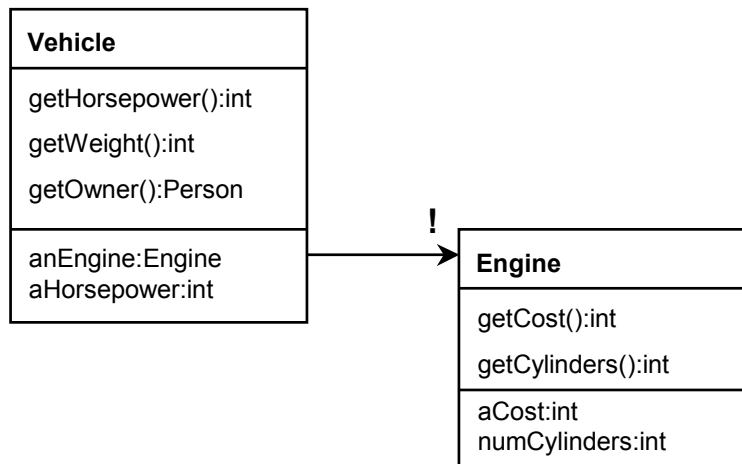 Vehicle
getHorsepower():int
getWeight():int
getOwner():Person
anEngine:Engine
aHorsepower:int
!
Engine
getCost():int
getCylinders():int
aCost:int
numCylinders:int